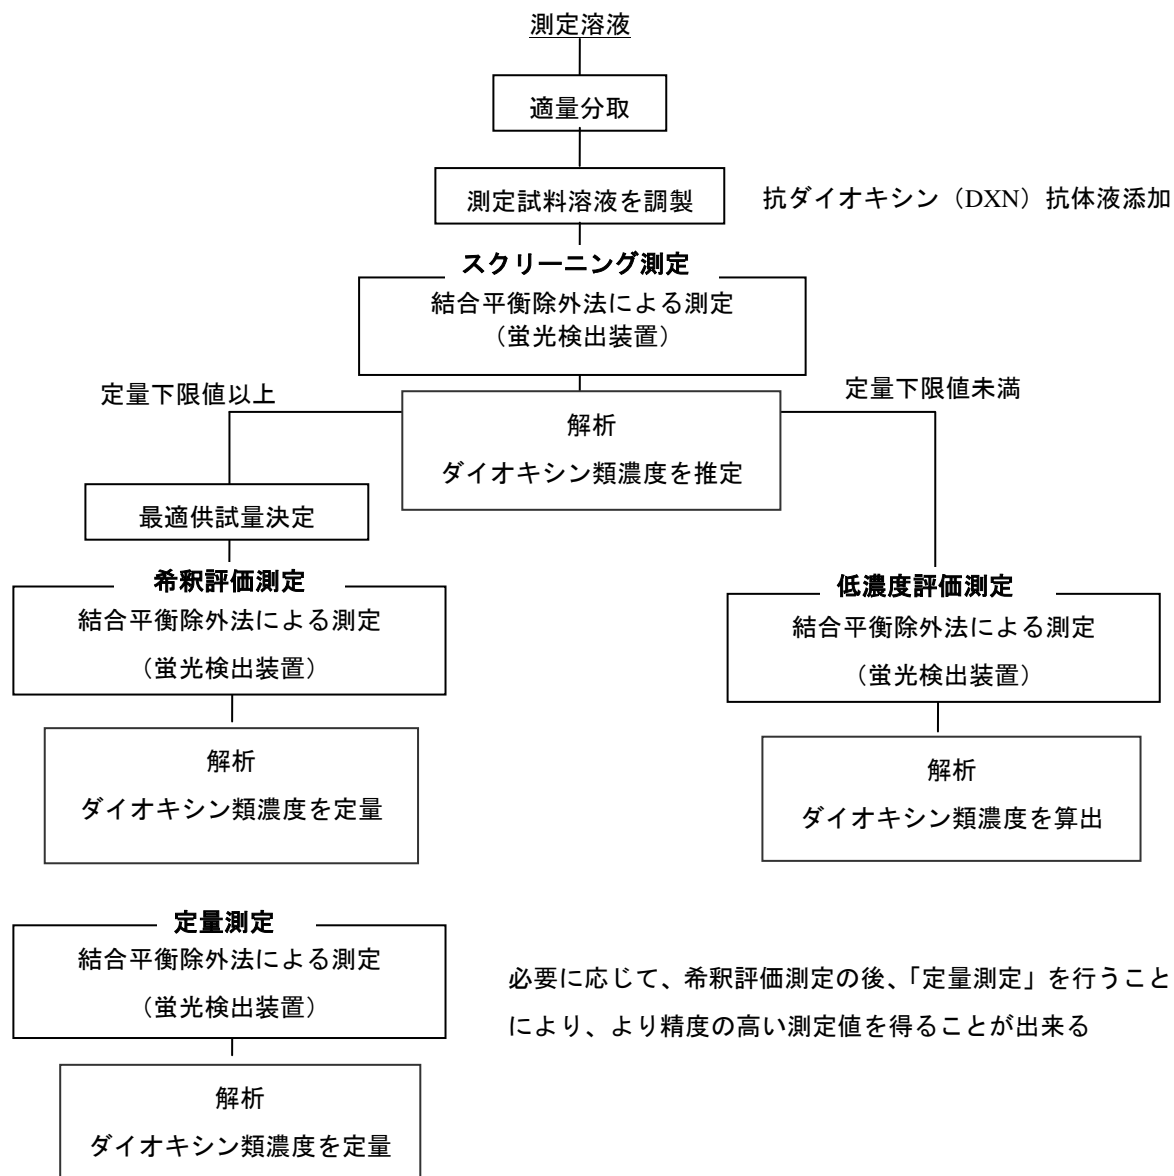 測定溶液
適量分取
測定試料溶液を調製
抗ダイオキシン（DXN）抗体液添加
スクリーニング測定
結合平衡除外法による測定
（蛍光検出装置）
定量下限値以上
定量下限値未満
解析
ダイオキシン類濃度を推定
最適供試量決定
希釈評価測定
結合平衡除外法による測定
（蛍光検出装置）
解析
ダイオキシン類濃度を定量
低濃度評価測定
結合平衡除外法による測定
（蛍光検出装置）
解析
ダイオキシン類濃度を算出
定量測定
結合平衡除外法による測定
（蛍光検出装置）
解析
ダイオキシン類濃度を定量
必要に応じて、希釈評価測定の後、「定量測定」を行うこと
により、より精度の高い測定値を得ることが出来る